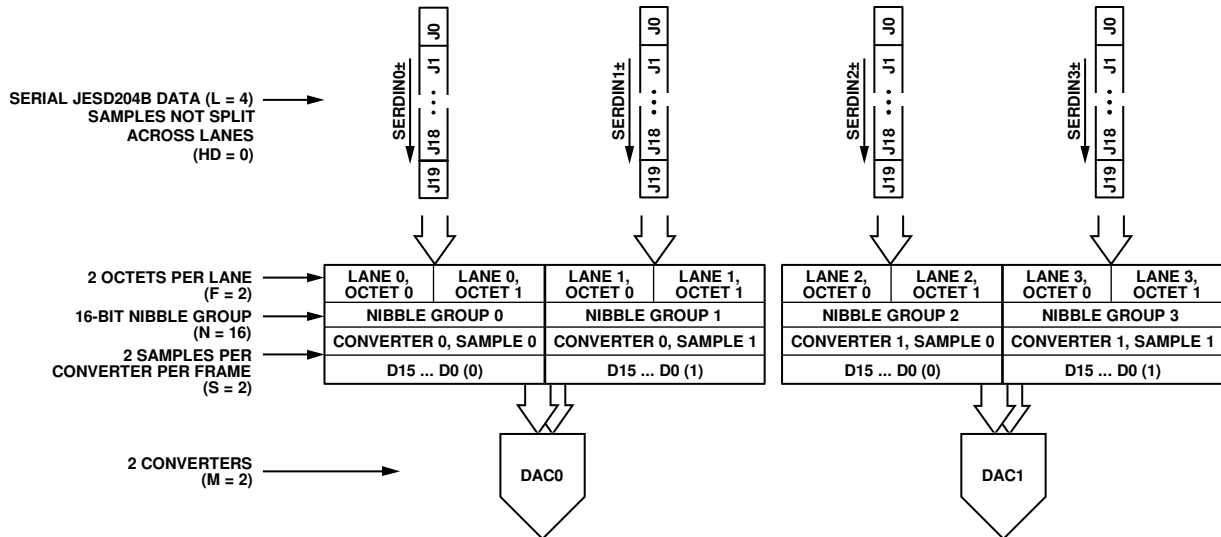 J0
J1
J18
J19
SERDIN0±
J0
J1
J18
J19
SERDIN1±
J0
J1
J18
J19
SERDIN2±
J0
J1
J18
J19
SERDIN3±
SERIAL JESD204B DATA (L = 4)
SAMPLES NOT SPLIT
ACROSS LANES
(HD = 0)
2 OCTETS PER LANE
(F = 2)
LANE 0,
OCTET 0
LANE 0,
OCTET 1
LANE 1,
OCTET 0
LANE 1,
OCTET 1
LANE 2,
OCTET 0
LANE 2,
OCTET 1
LANE 3,
OCTET 0
LANE 3,
OCTET 1
16-BIT NIBBLE GROUP
(N = 16)
NIBBLE GROUP 0
NIBBLE GROUP 1
NIBBLE GROUP 2
NIBBLE GROUP 3
2 SAMPLES PER
CONVERTER PER FRAME
(S = 2)
CONVERTER 0, SAMPLE 0
CONVERTER 0, SAMPLE 1
CONVERTER 1, SAMPLE 0
CONVERTER 1, SAMPLE 1
D15 ... D0 (0)
D15 ... D0 (1)
D15 ... D0 (0)
D15 ... D0 (1)
2 CONVERTERS
(M = 2)
DAC0
DAC1